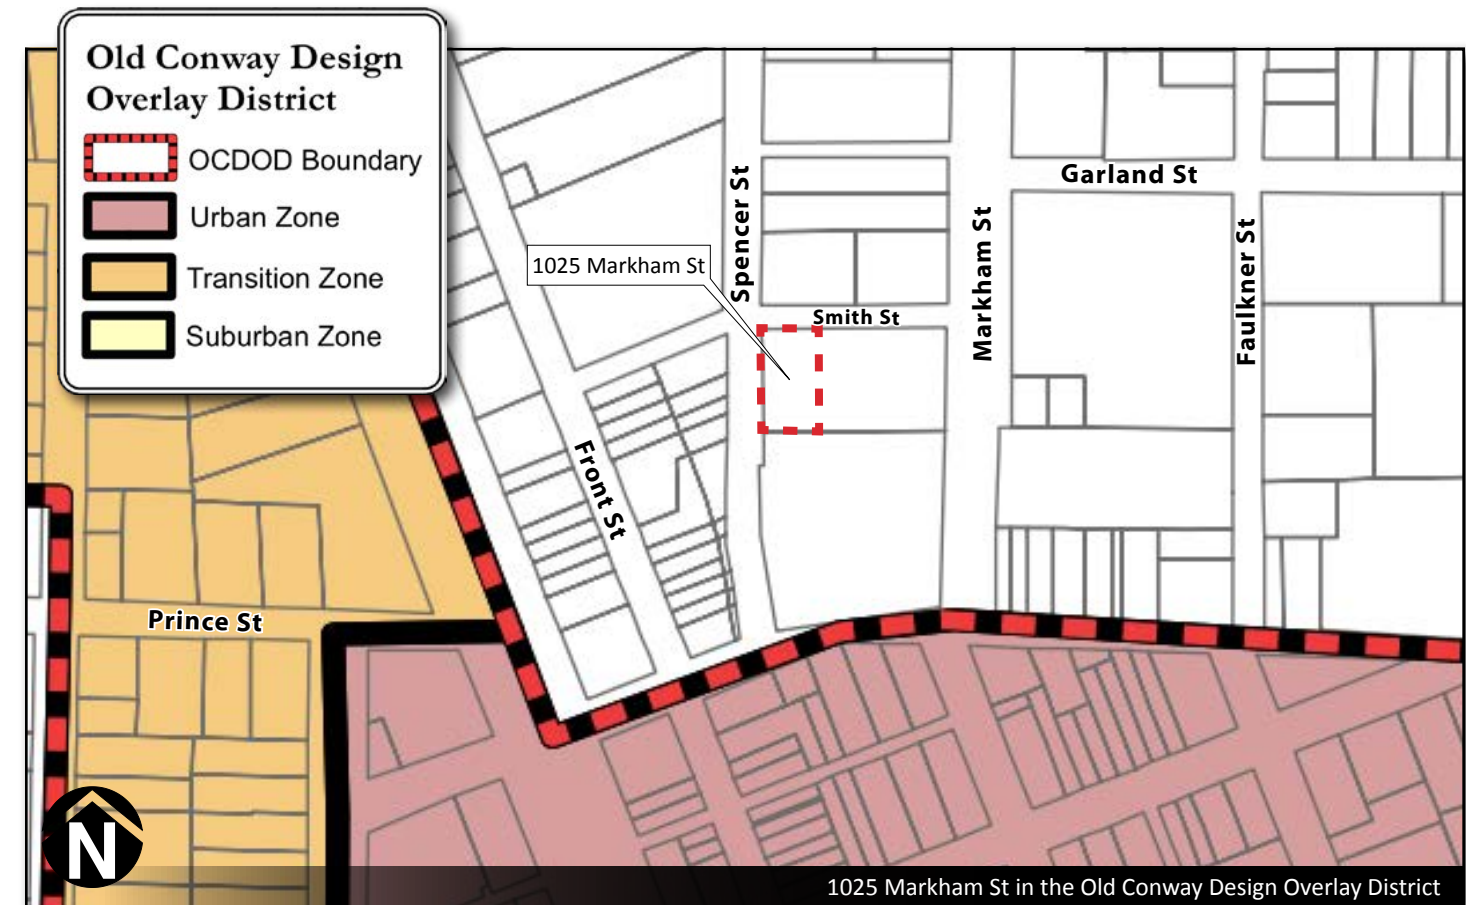 Old Conway Design
Overlay District
OCDOD Boundary
Urban Zone
Transition Zone
Suburban Zone
Garland St
Spencer St
Markham St
Faulkner St
1025 Markham St
Smith St
Front St
Prince St
N
1025 Markham St in the Old Conway Design Overlay District